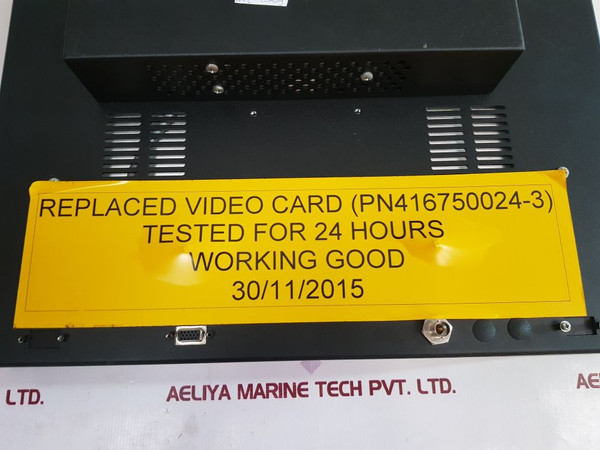 REPLACED VIDEO CARD (PN416750024-3)
TESTED FOR 24 HOURS
WORKING GOOD
30/11/2015
LTD.
AELIYA MARINE TECH PVT. LTD.
AELIYA